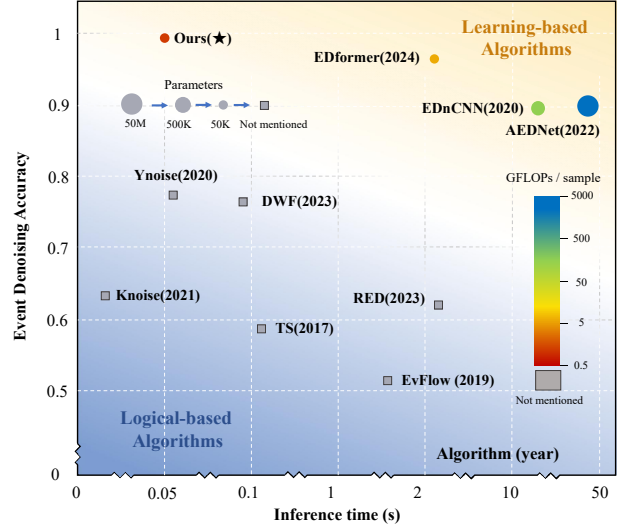 Learning-based
Algorithms
Ours(★)
EDformer(2024)
Parameters
50M
500K
50K
Not mentioned
EDnCNN(2020)
AEDNet(2022)
Ynoise(2020)
DWF(2023)
GFLOPs / sample
5000
500
50
5
0.5
Not mentioned
Knoise(2021)
RED(2023)
TS(2017)
EvFlow (2019)
Logical-based
Algorithms
Algorithm (year)
Event Denoising Accuracy
1
0.9
0.8
0.7
0.6
0.5
0
0
0.05
0.1
1
2
10
50
Inference time (s)